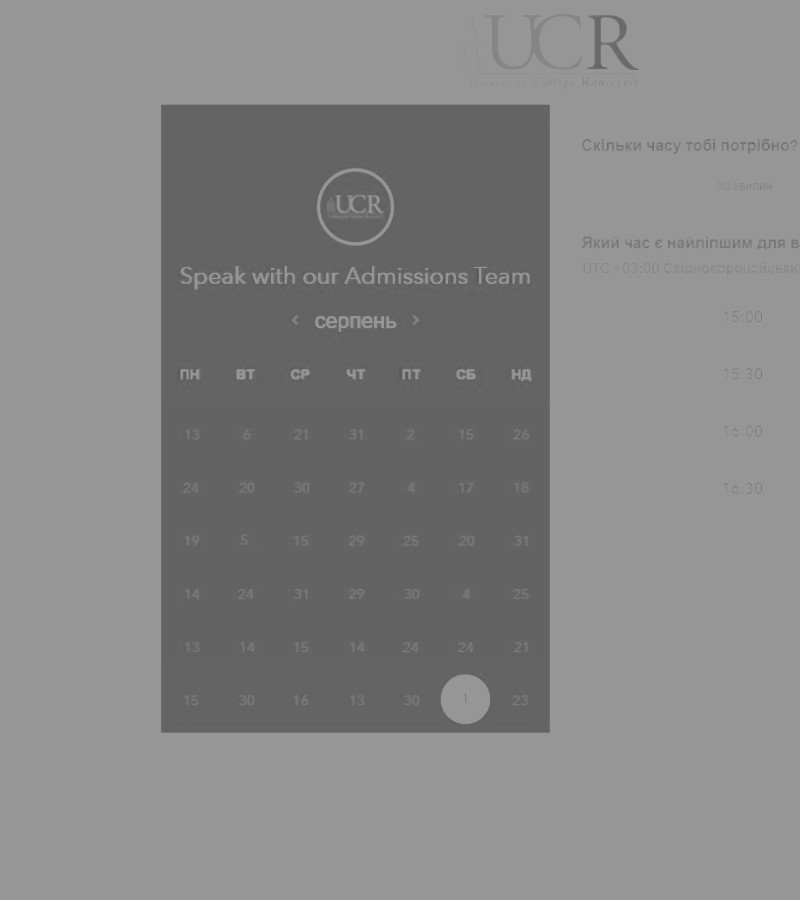 UCR
University College Roosevelt
UCR
Speak with our Admissions Team
‹ серпень ›
ПН ВТ СР ЧТ ПТ СБ НД
13 6 21 31 2 15 26
24 20 30 27 4 17 18
19 5 15 29 25 20 31
14 24 31 29 30 4 25
13 14 15 14 24 24 21
15 30 16 13 30 1 23
Скільки часу тобі потрібно?
30 хвилин
Який час є найліпшим для в
UTC +03:00
15:00
15:30
16:00
16:30